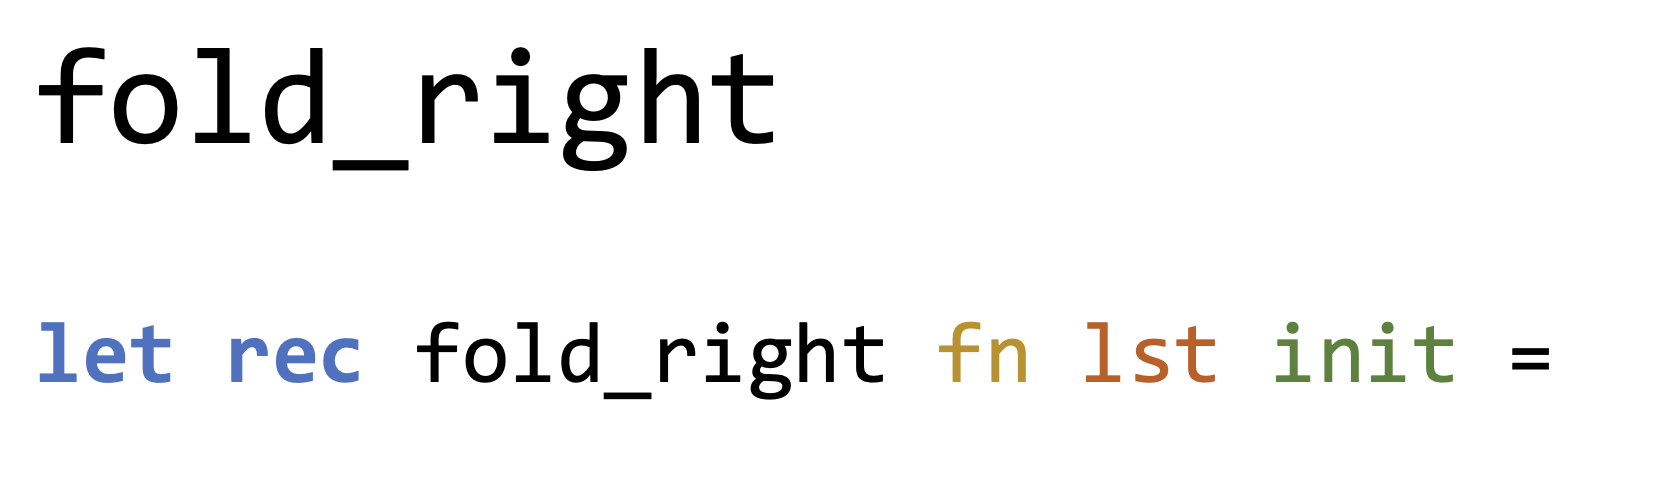 fold_right
let rec fold_right fn lst init =